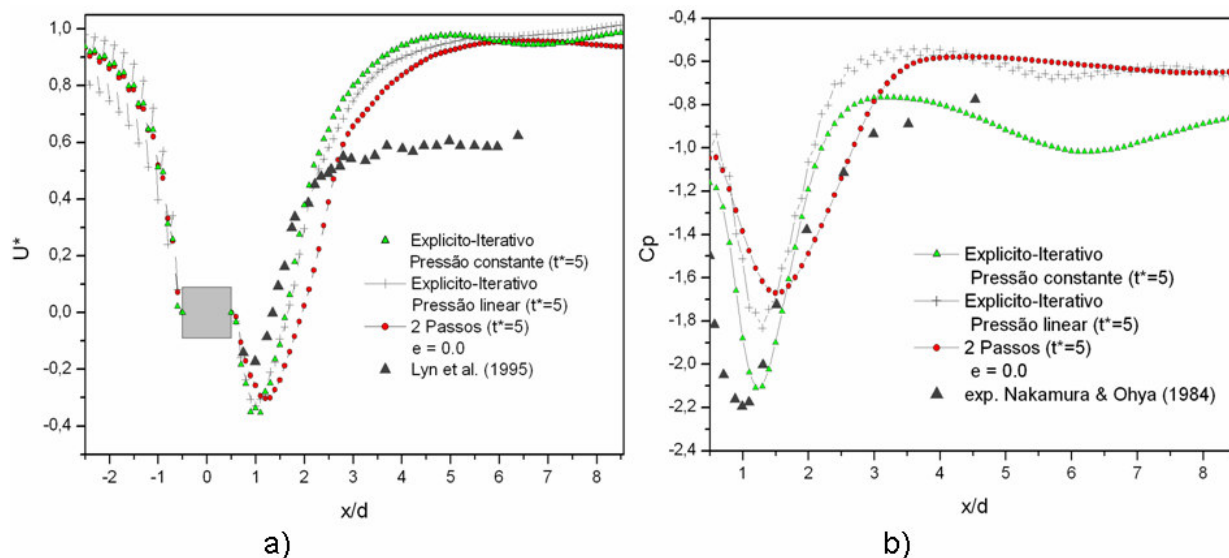 1,0
0,8
0,6
0,4
0,2
0,0
-0,2
-0,4
U*
-2 -1 0 1 2 3 4 5 6 7 8
x/d
Explicito-Iterativo
Pressão constante (t*=5)
Explicito-Iterativo
Pressão linear (t*=5)
2 Passos (t*=5)
e = 0.0
Lyn et al. (1995)
a)
-0,4
-0,6
-0,8
-1,0
-1,2
-1,4
-1,6
-1,8
-2,0
-2,2
-2,4
Cp
1 2 3 4 5 6 7 8
x/d
Explicito-Iterativo
Pressão constante (t*=5)
Explicito-Iterativo
Pressão linear (t*=5)
2 Passos (t*=5)
e = 0.0
exp. Nakamura & Ohya (1984)
b)